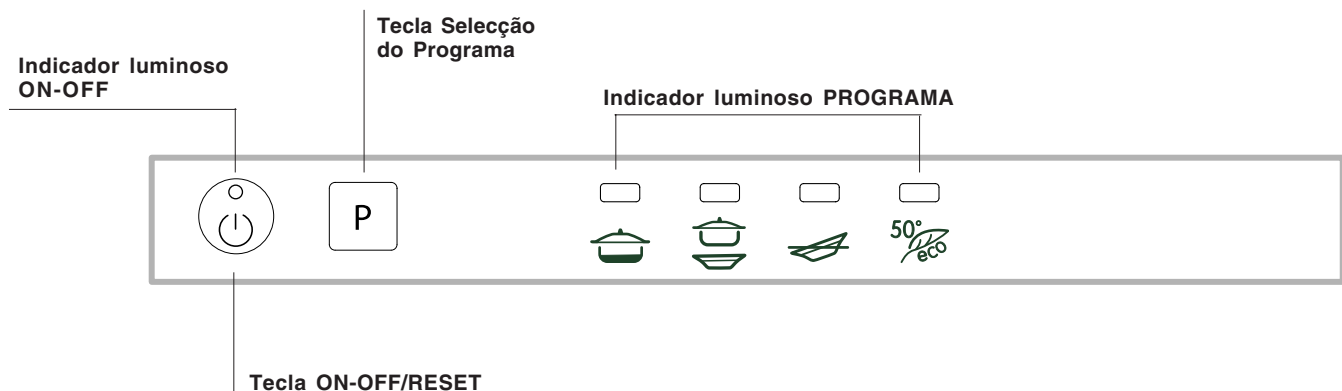 Tecla Selecção
do Programa
Indicador luminoso
ON-OFF
Indicador luminoso PROGRAMA
P
50°
eco
Tecla ON-OFF/RESET